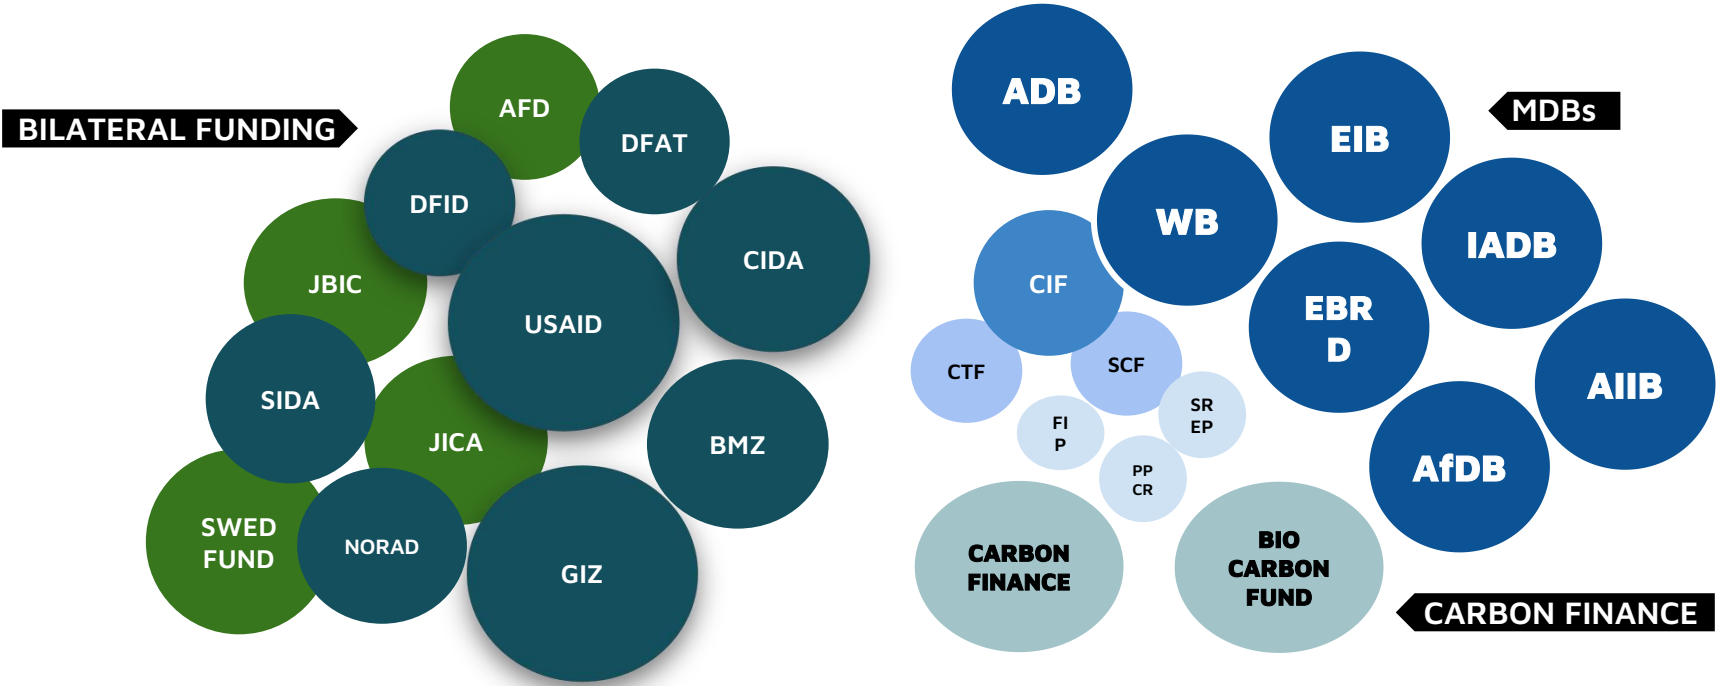 BILATERAL FUNDING
AFD
DFAT
DFID
CIDA
JBIC
USAID
SIDA
JICA
BMZ
SWED
FUND
NORAD
GIZ
ADB
MDBs
EIB
WB
IADB
CIF
EBR
D
CTF
SCF
AIIB
FI
P
SR
EP
PP
CR
AfDB
CARBON
FINANCE
BIO
CARBON
FUND
CARBON FINANCE